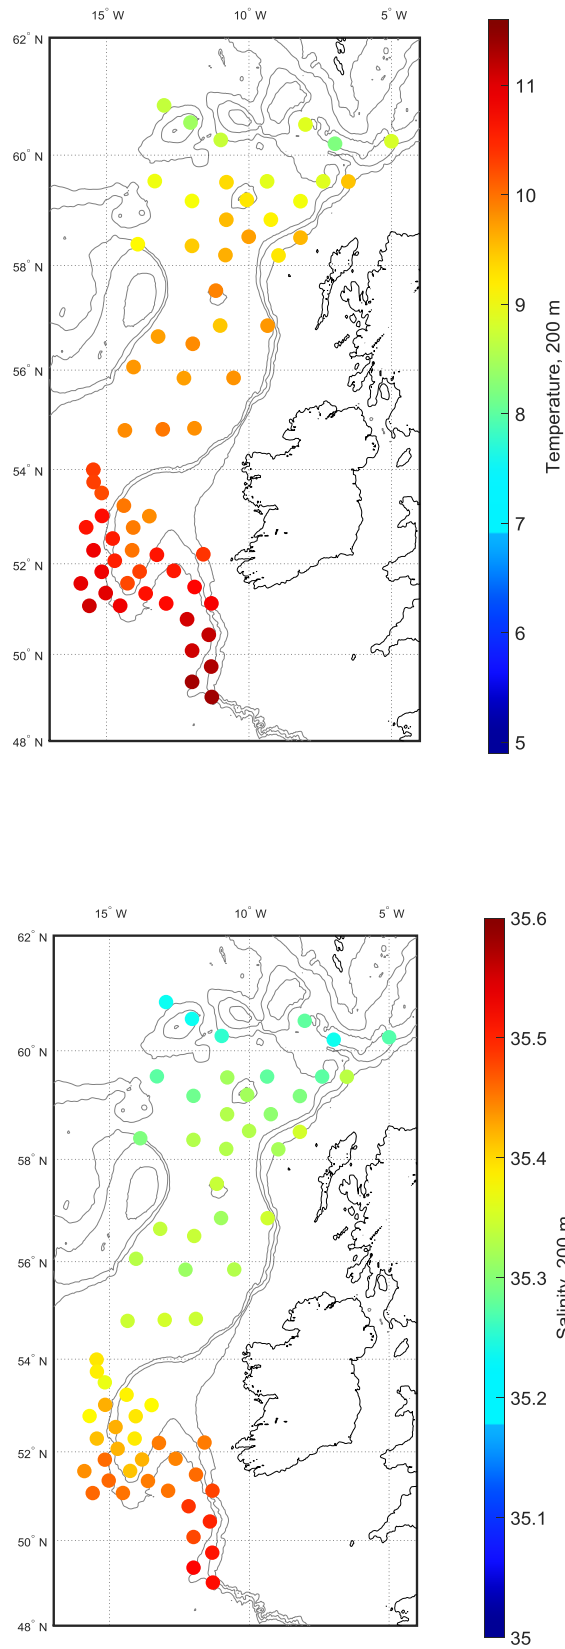 15° W 10° W 5° W
62° N
60° N
58° N
56° N
54° N
52° N
50° N
48° N
11
10
9
8
7
6
5
Temperature, 200 m
15° W 10° W 5° W
62° N
60° N
58° N
56° N
54° N
52° N
50° N
48° N
35.6
35.5
35.4
35.3
35.2
35.1
35
Salinity, 200 m